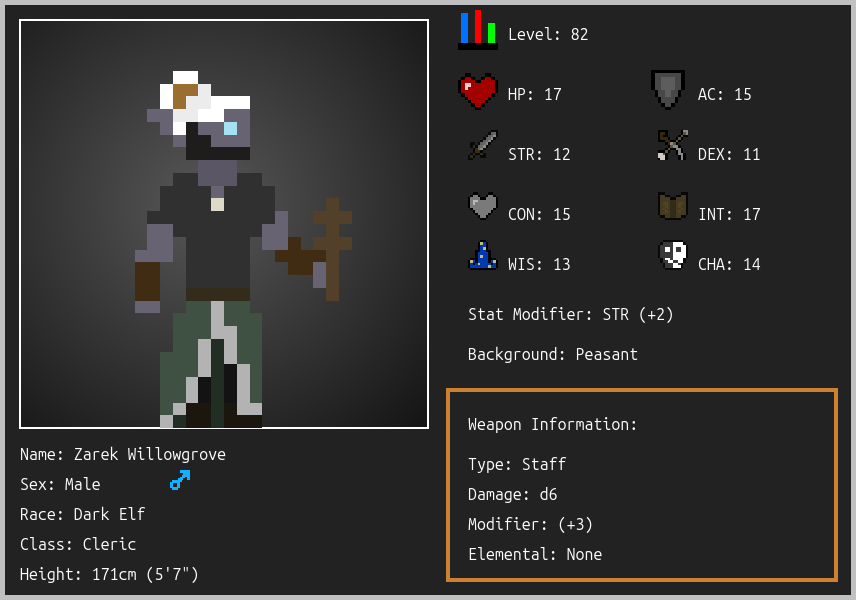 Level: 82
HP: 17
AC: 15
STR: 12
DEX: 11
CON: 15
INT: 17
WIS: 13
CHA: 14
Stat Modifier: STR (+2)
Background: Peasant
Weapon Information:
Type: Staff
Damage: d6
Modifier: (+3)
Elemental: None
Name: Zarek Willowgrove
Sex: Male
Race: Dark Elf
Class: Cleric
Height: 171cm (5'7")